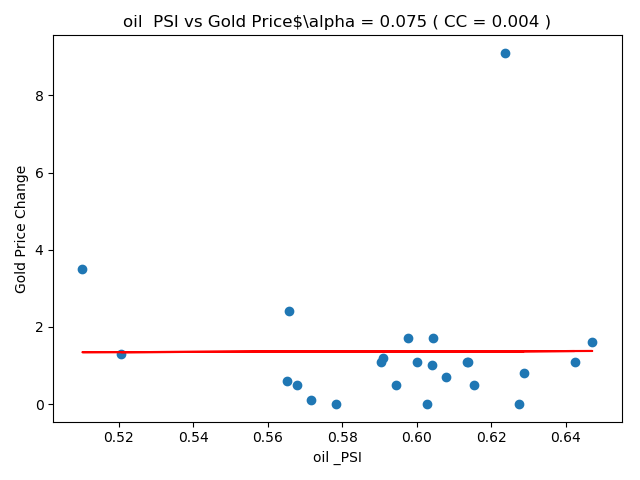 oil  PSI vs Gold Price$\alpha = 0.075 ( CC = 0.004 )
Gold Price Change
8
6
4
2
0
0.52 0.54 0.56 0.58 0.60 0.62 0.64
oil _PSI